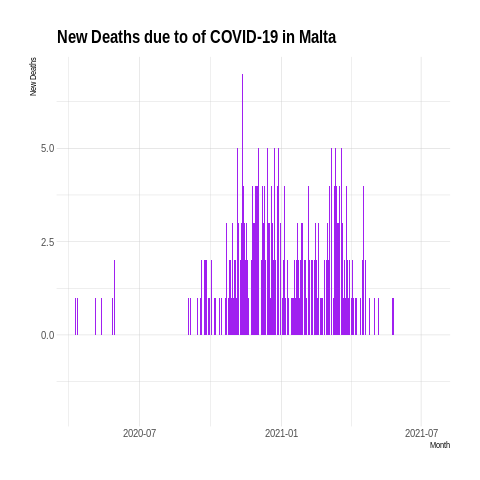 New Deaths due to of COVID-19 in Malta
New Deaths
5.0
2.5
0.0
2020-07
2021-01
2021-07
Month